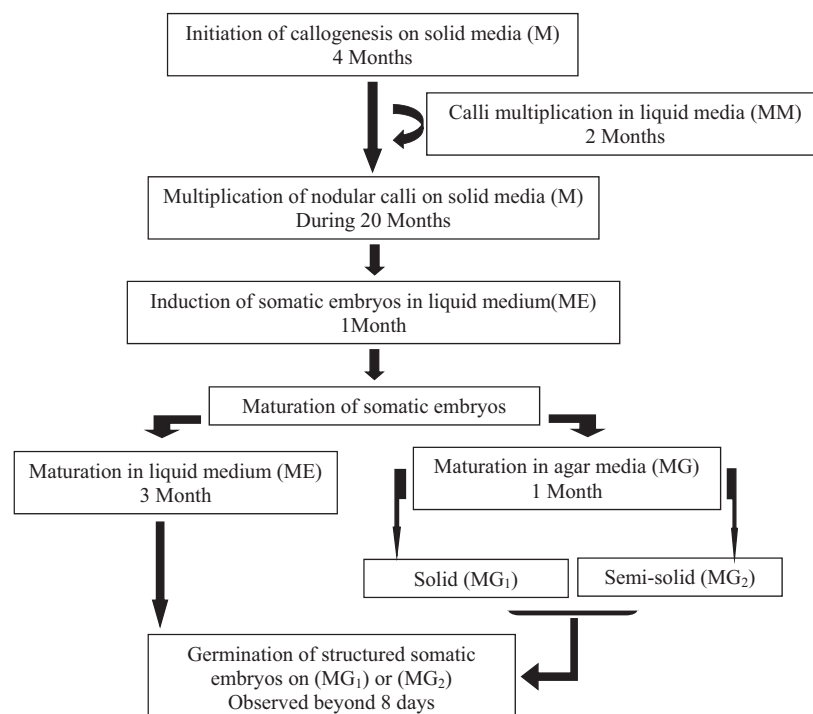 Initiation of callogenesis on solid media (M)
4 Months
Calli multiplication in liquid media (MM)
2 Months
Multiplication of nodular calli on solid media (M)
During 20 Months
Induction of somatic embryos in liquid medium(ME)
1Month
Maturation of somatic embryos
Maturation in liquid medium (ME)
3 Month
Maturation in agar media (MG)
1 Month
Solid (MG₁)
Semi-solid (MG₂)
Germination of structured somatic
embryos on (MG₁) or (MG₂)
Observed beyond 8 days